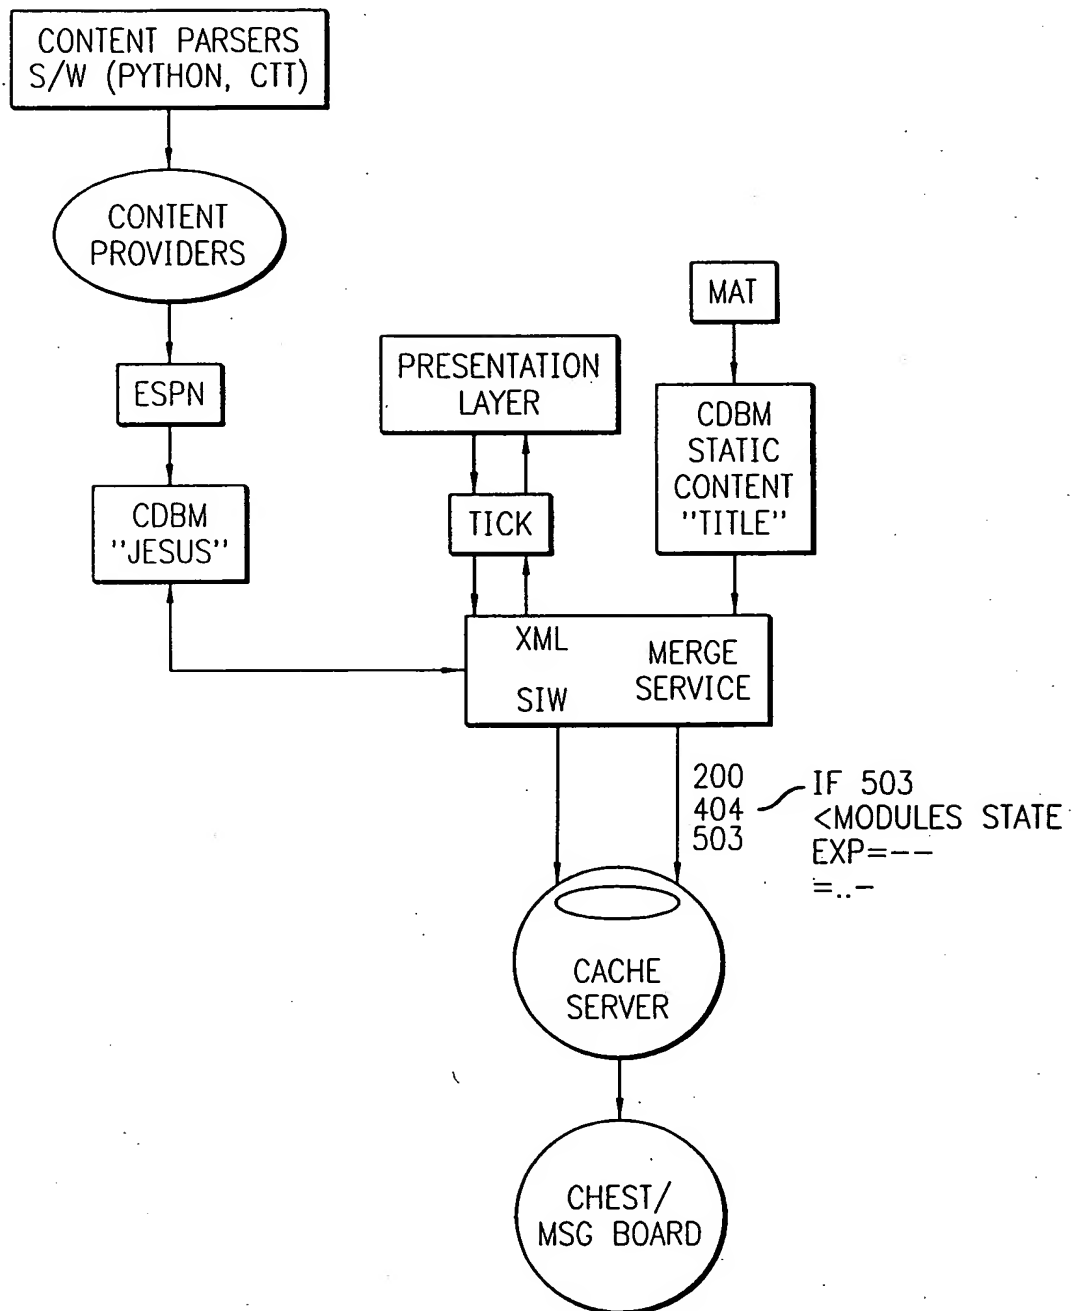 CONTENT PARSERS
S/W (PYTHON, CTT)
CONTENT
PROVIDERS
ESPN
CDBM
"JESUS"
PRESENTATION
LAYER
TICK
MAT
CDBM
STATIC
CONTENT
"TITLE"
XML
SIW
MERGE
SERVICE
200
404
503
IF 503
<MODULES STATE
EXP=--
=..-
CACHE
SERVER
CHEST/
MSG BOARD